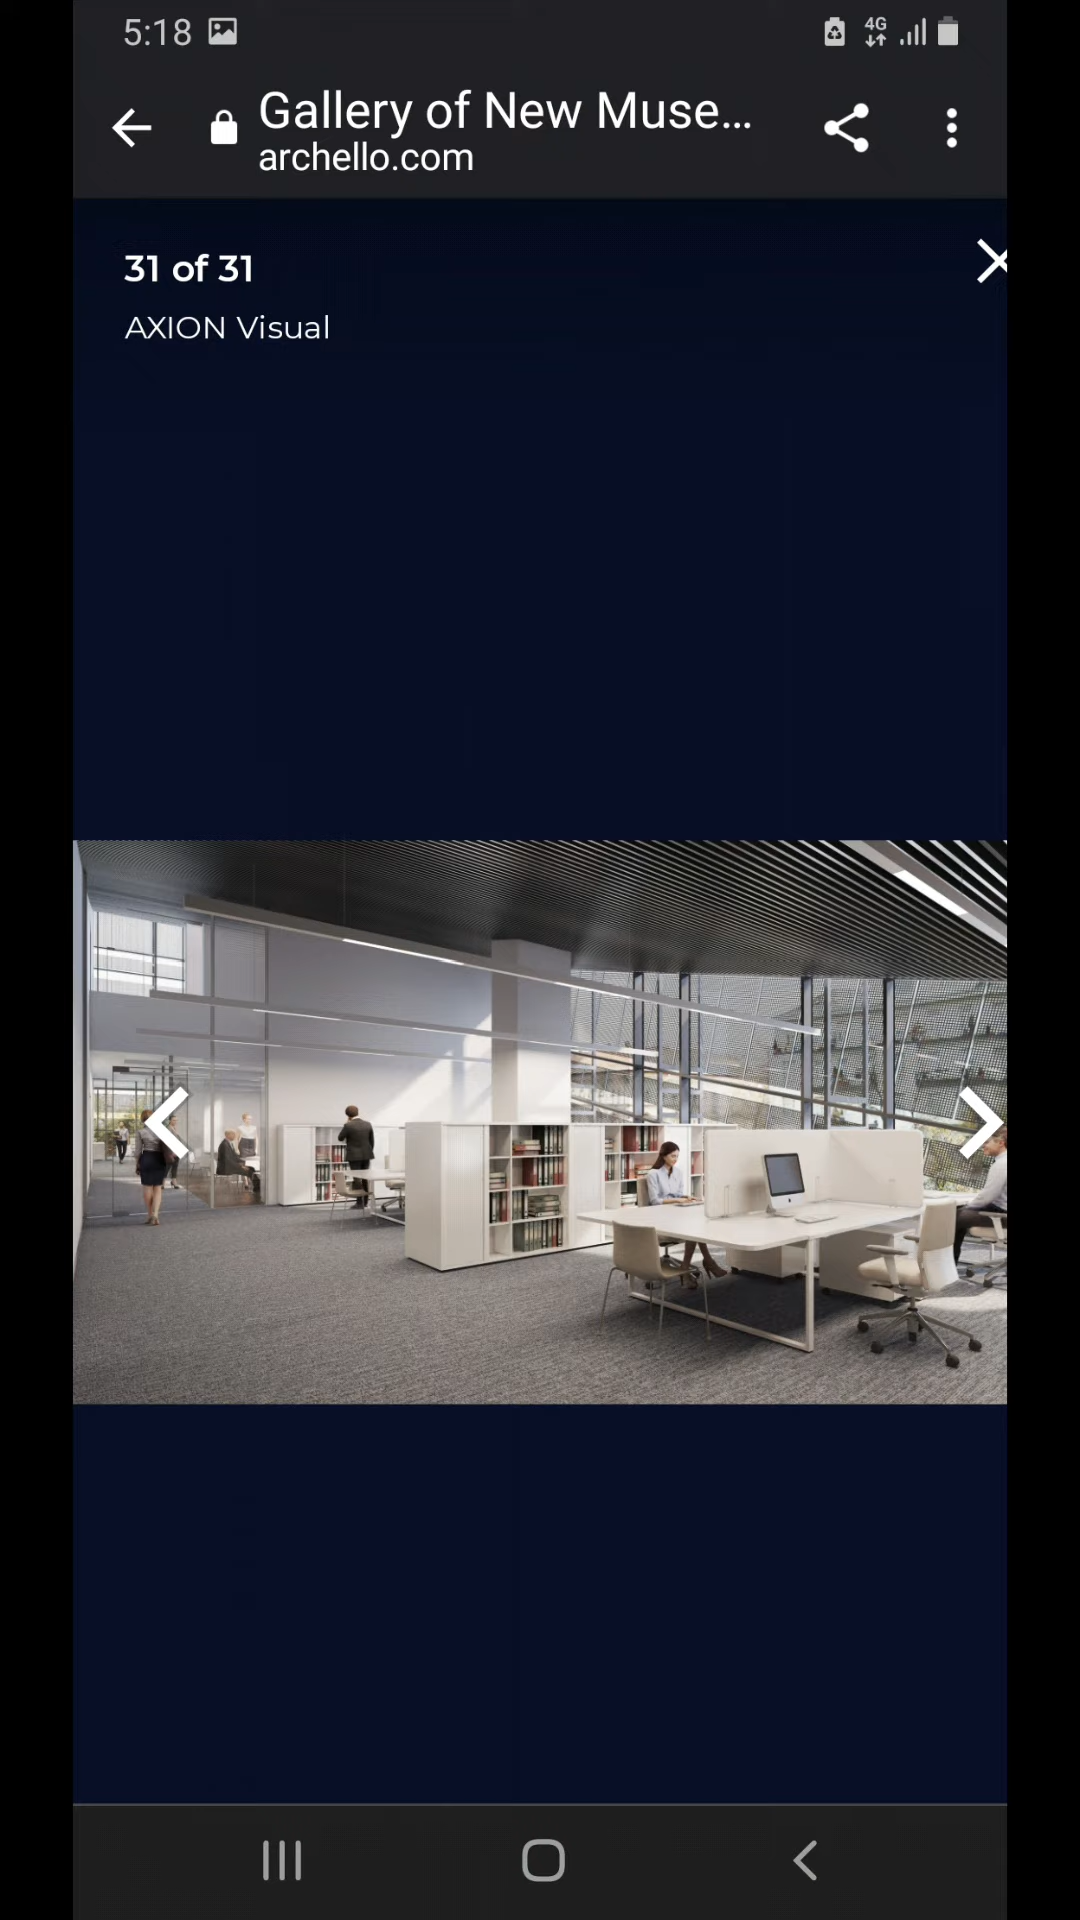 5:18
4G
Gallery of New Muse...
archello.com
31 of 31
AXION Visual